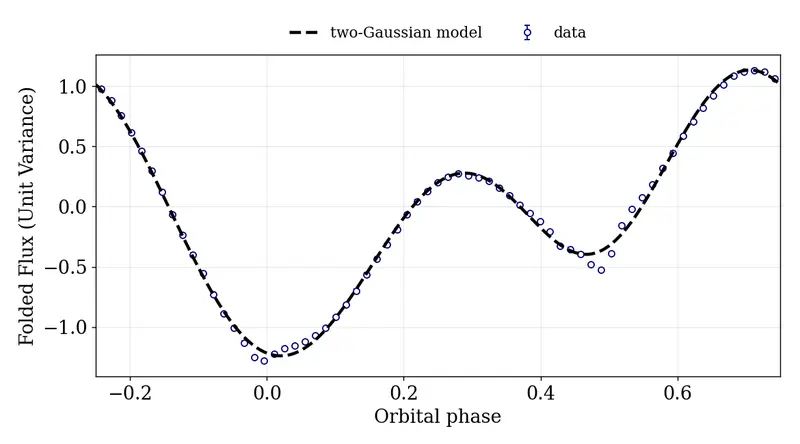 two-Gaussian model
data
Folded Flux (Unit Variance)
1.0
0.5
0.0
−0.5
−1.0
−0.2
0.0
0.2
0.4
0.6
Orbital phase